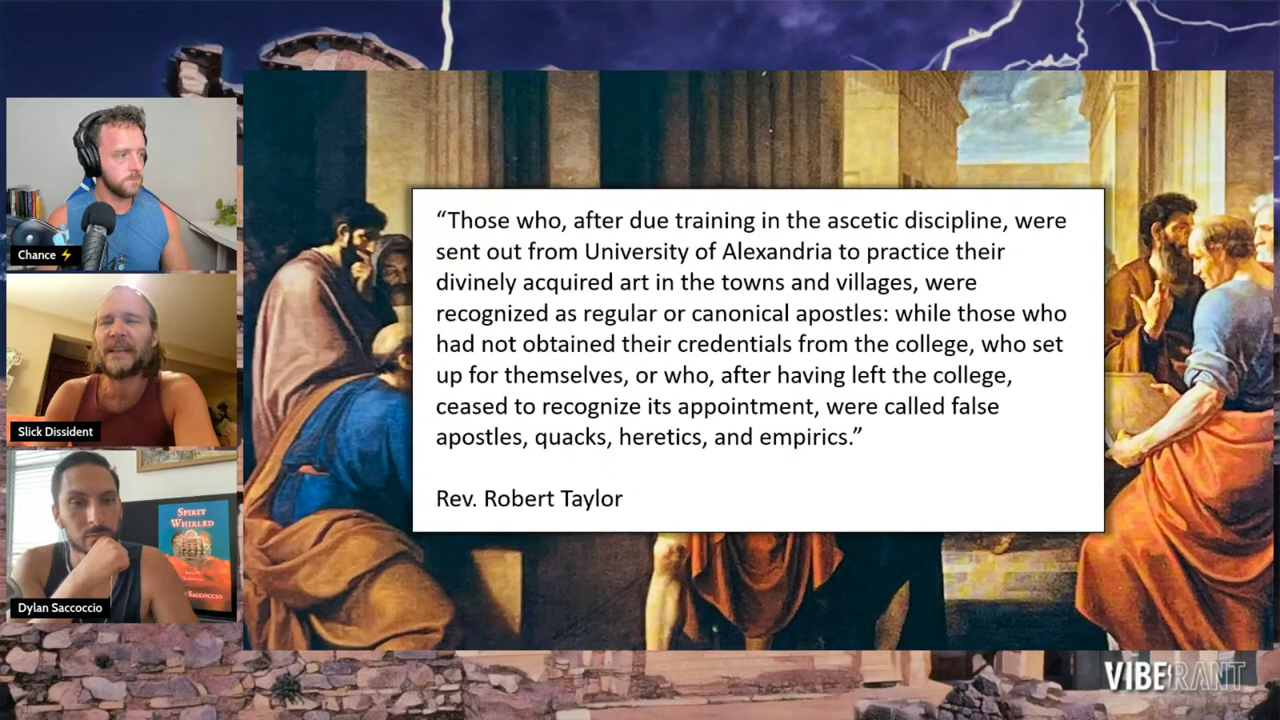 Chance⚡
Slick Dissident
SPIRIT
WHIRLED
SACCOCCIO
Dylan Saccoccio
“Those who, after due training in the ascetic discipline, were
sent out from University of Alexandria to practice their
divinely acquired art in the towns and villages, were
recognized as regular or canonical apostles: while those who
had not obtained their credentials from the college, who set
up for themselves, or who, after having left the college,
ceased to recognize its appointment, were called false
apostles, quacks, heretics, and empirics.”
Rev. Robert Taylor
VIBERANT